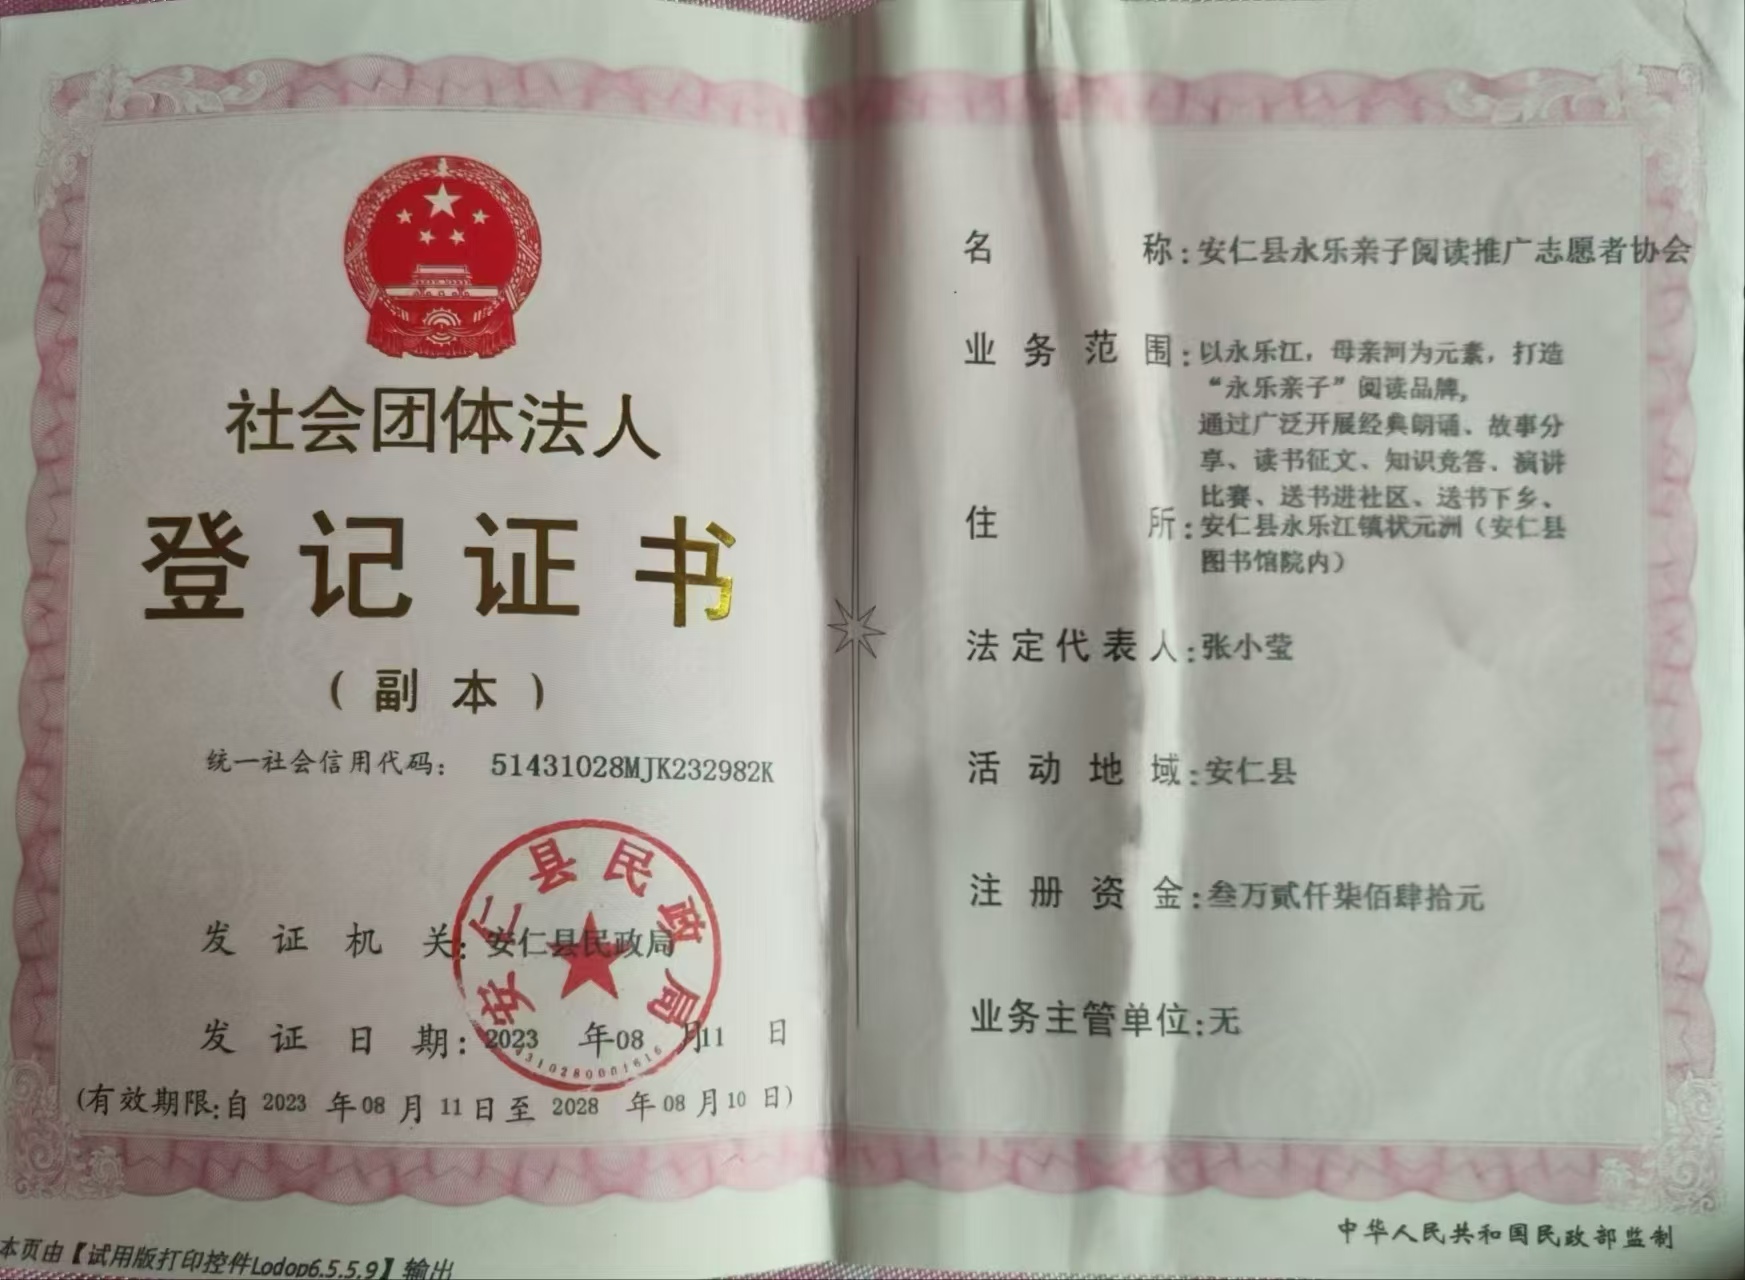 社会团体法人
登记证书
（副本）
统一社会信用代码： 51431028MJK232982K
发证机关：安仁县民政局
发证日期：2023 年08 月11 日
(有效期限:自 2023 年08 月 11 日至 2028 年08 月10 日)
安仁县民政局
4310280001616
本页由【试用版打印控件Lodop6.5.5.9】输出
名称：安仁县永乐亲子阅读推广志愿者协会
业务范围：以永乐江，母亲河为元素，打造
“永乐亲子”阅读品牌，
通过广泛开展经典朗诵、故事分
享、读书征文、知识竞答、演讲
比赛、送书进社区、送书下乡、
住所：安仁县永乐江镇状元洲（安仁县
图书馆院内）
法定代表人：张小莹
活动地域：安仁县
注册资金：叁万贰仟柒佰肆拾元
业务主管单位：无
中华人民共和国民政部监制